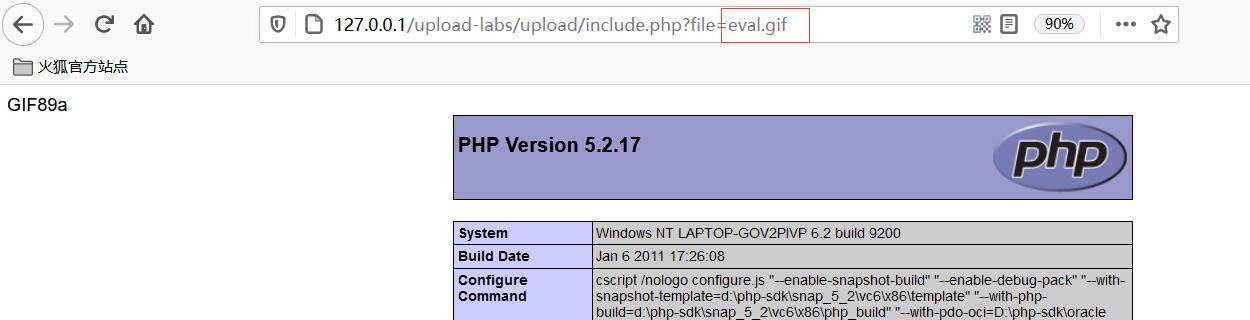 127.0.0.1/upload-labs/upload/include.php?file=eval.gif
90%
火狐官方站点
GIF89a
PHP Version 5.2.17
php
System Windows NT LAPTOP-GOV2PIVP 6.2 build 9200
Build Date Jan 6 2011 17:26:08
Configure Command cscript /nologo configure.js "--enable-snapshot-build" "--enable-debug-pack" "--with-
snapshot-template=d:\php-sdk\snap_5_2\vc6\x86\template" "--with-php-
build=d:\php-sdk\snap_5_2\vc6\x86\php_build" "--with-pdo-oci=D:\php-sdk\oracle